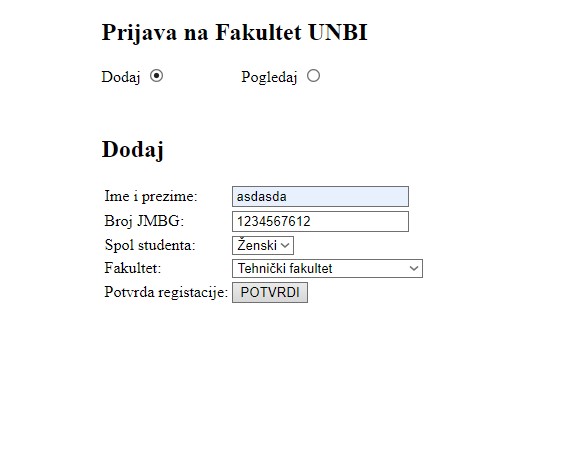 Prijava na Fakultet UNBI
Dodaj Pogledaj
Dodaj
Ime i prezime: asdasda
Broj JMBG: 1234567612
Spol studenta: Ženski
Fakultet: Tehnički fakultet
Potvrda registacije: POTVRDI